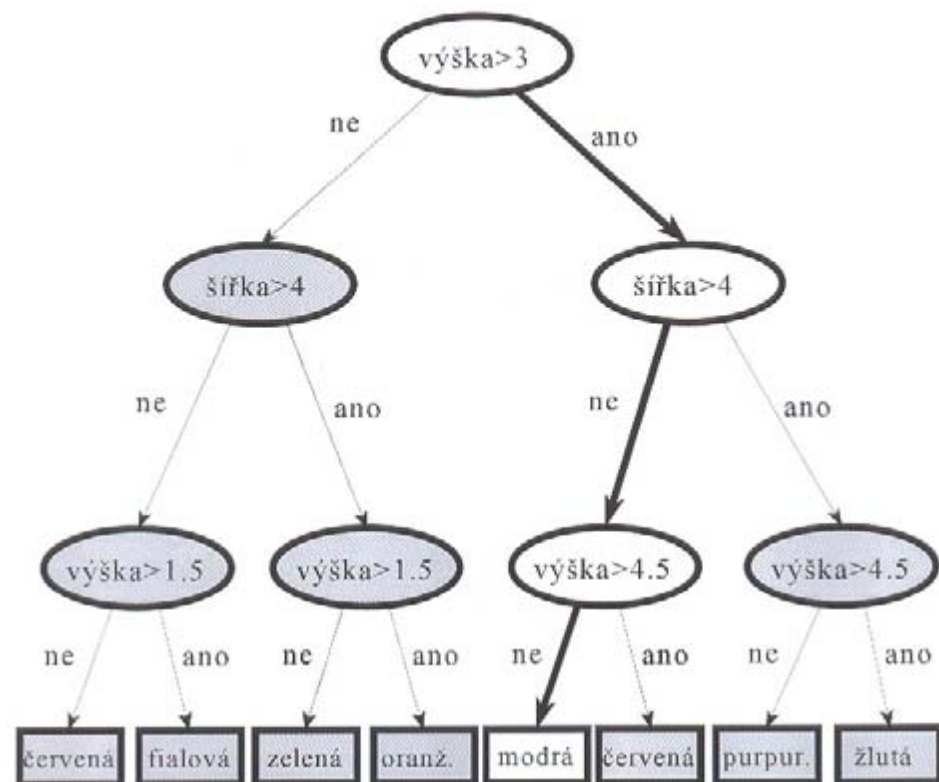 výška>3
ne
ano
šířka>4
šířka>4
ne
ano
ne
ano
výška>1.5
výška>1.5
výška>4.5
výška>4.5
ne
ano
ne
ano
ne
ano
ne
ano
červená
fialová
zelená
oranž.
modrá
červená
purpur.
žlutá